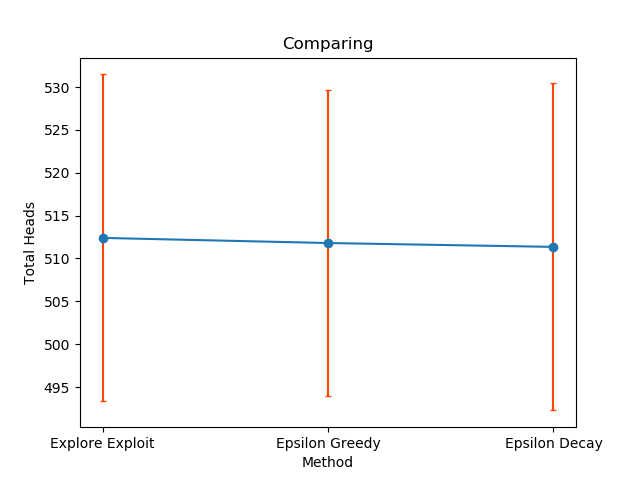 Comparing
Total Heads
530
525
520
515
510
505
500
495
Explore Exploit
Epsilon Greedy
Epsilon Decay
Method